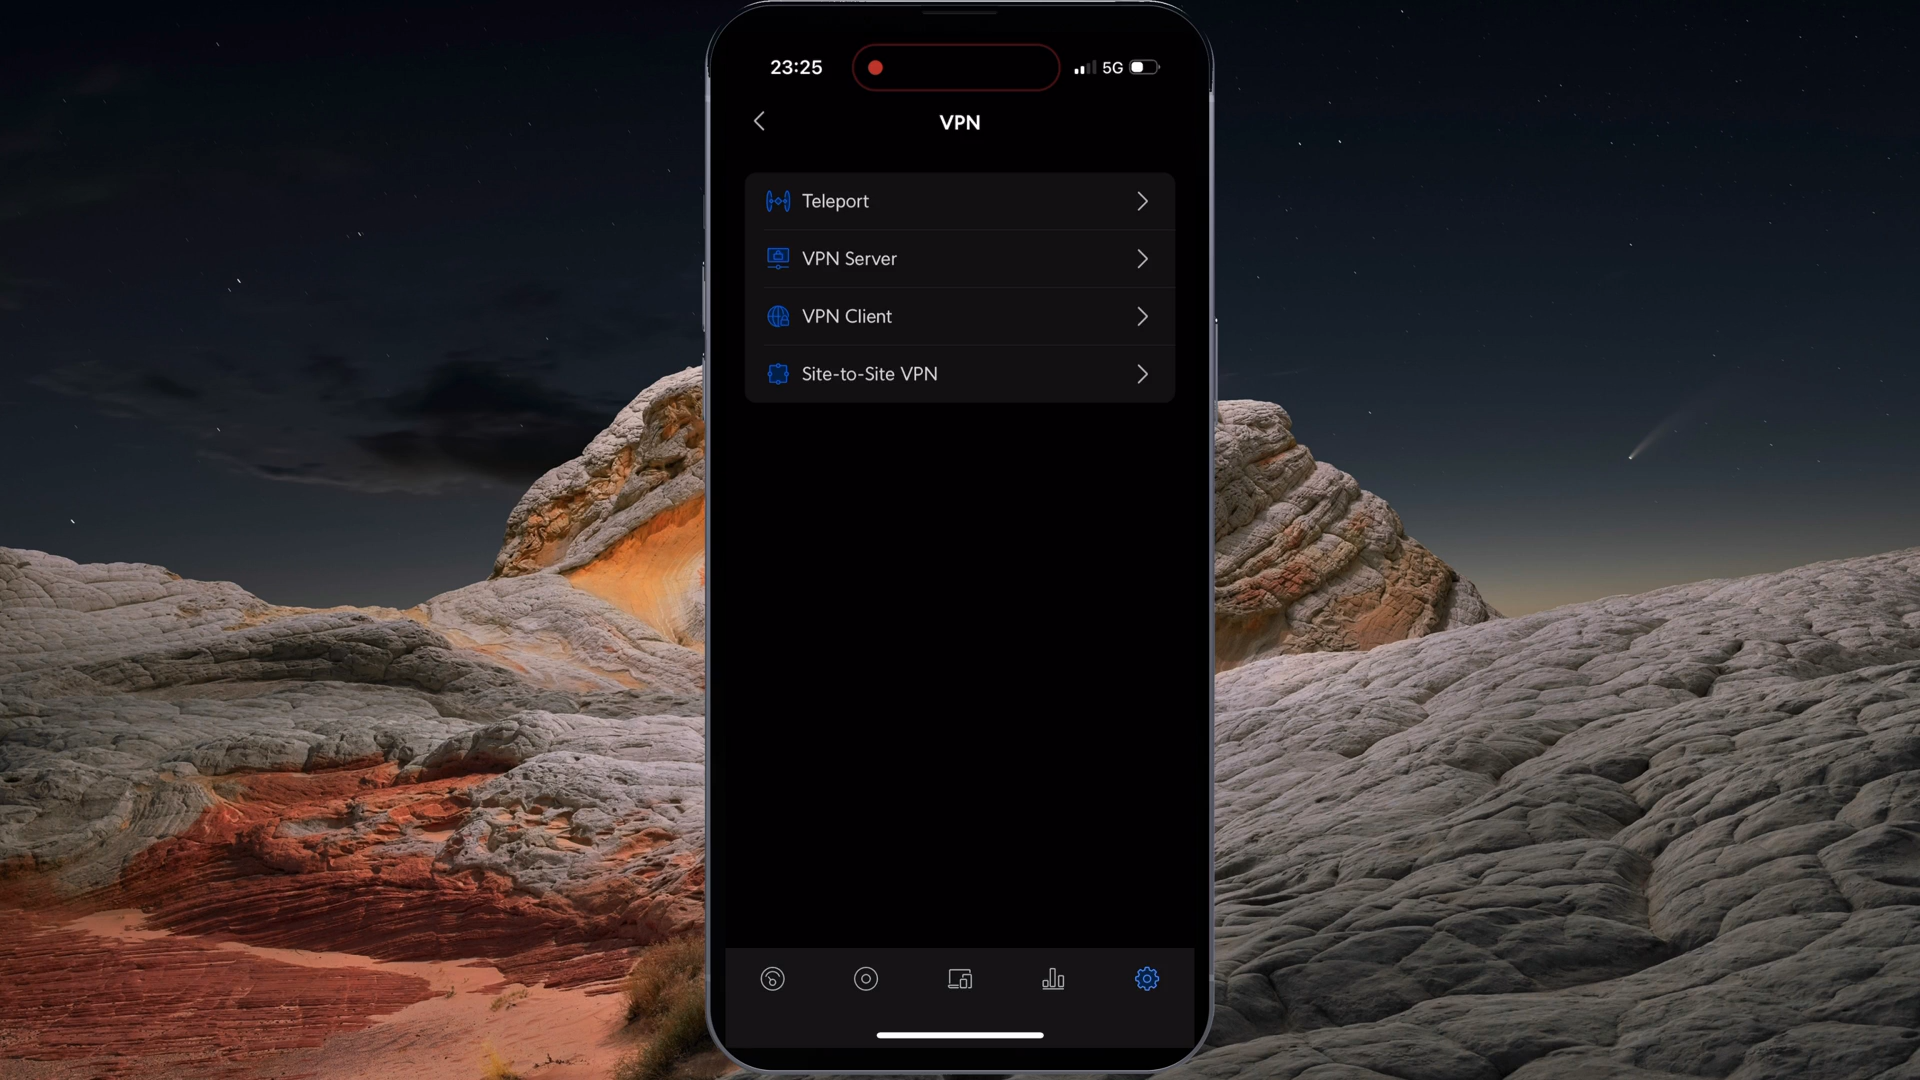 23:25
5G
VPN
Teleport
VPN Server
VPN Client
Site-to-Site VPN